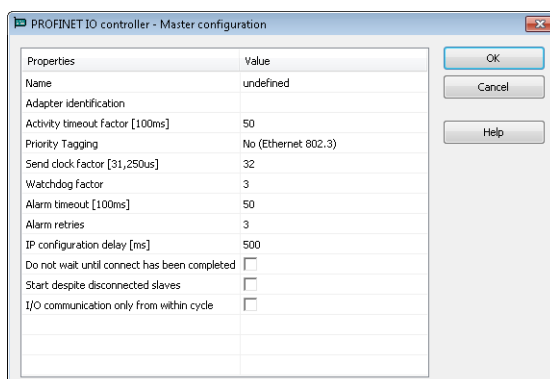 PROFINET IO controller - Master configuration
Properties Value
Name undefined
Adapter identification
Activity timeout factor [100ms] 50
Priority Tagging No (Ethernet 802.3)
Send clock factor [31,250us] 32
Watchdog factor 3
Alarm timeout [100ms] 50
Alarm retries 3
IP configuration delay [ms] 500
Do not wait until connect has been completed
Start despite disconnected slaves
I/O communication only from within cycle
OK
Cancel
Help